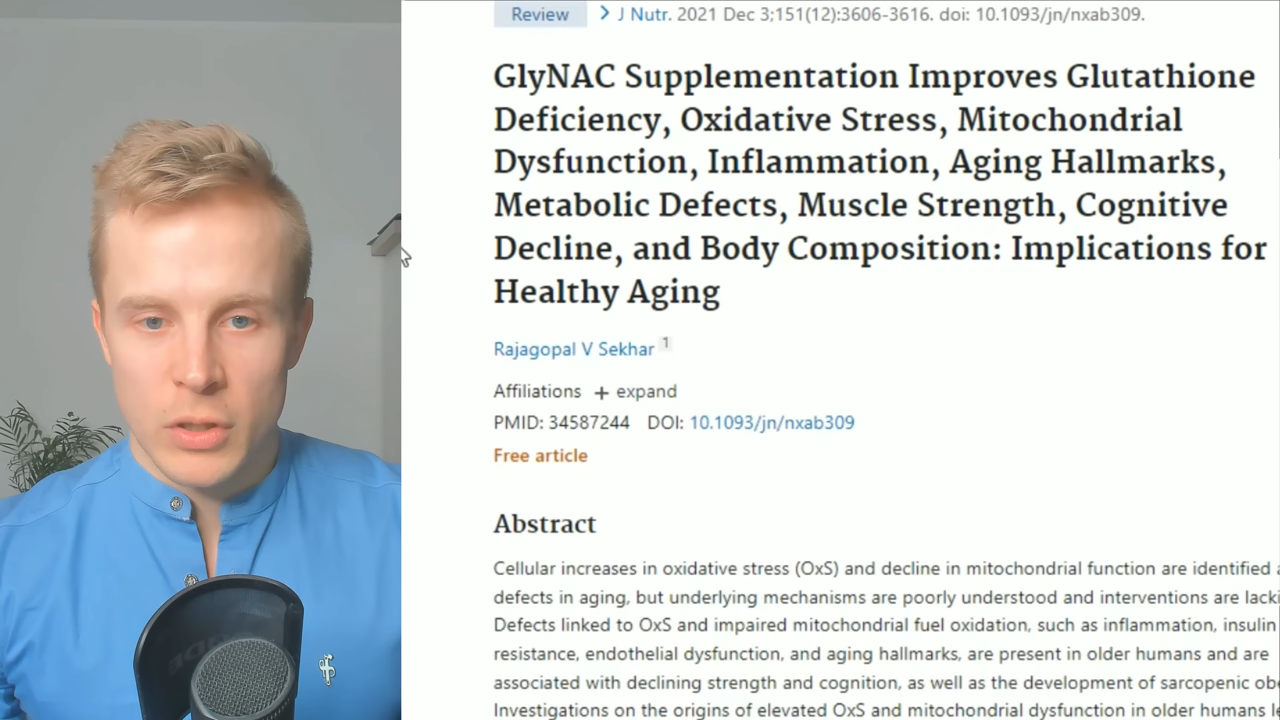 Review > J Nutr. 2021 Dec 3;151(12):3606-3616. doi: 10.1093/jn/nxab309.
GlyNAC Supplementation Improves Glutathione
Deficiency, Oxidative Stress, Mitochondrial
Dysfunction, Inflammation, Aging Hallmarks,
Metabolic Defects, Muscle Strength, Cognitive
Decline, and Body Composition: Implications for
Healthy Aging
Rajagopal V Sekhar 1
Affiliations + expand
PMID: 34587244 DOI: 10.1093/jn/nxab309
Free article
Abstract
Cellular increases in oxidative stress (OxS) and decline in mitochondrial function are identified
defects in aging, but underlying mechanisms are poorly understood and interventions are
Defects linked to OxS and impaired mitochondrial fuel oxidation, such as inflammation, insulin
resistance, endothelial dysfunction, and aging hallmarks, are present in older humans and are
associated with declining strength and cognition, as well as the development of sarcopenic
Investigations on the origins of elevated OxS and mitochondrial dysfunction in older humans